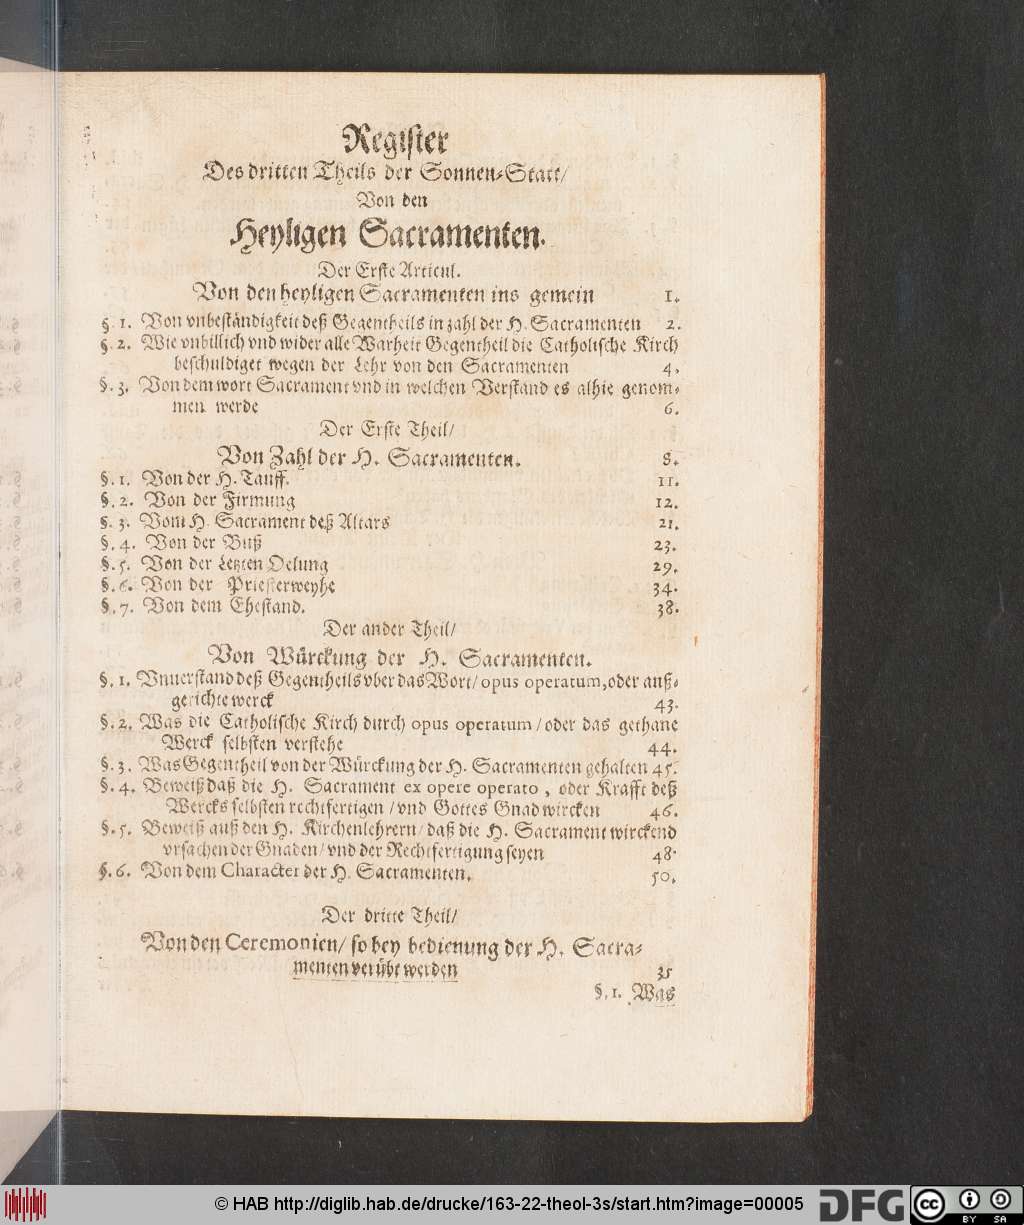 Register
Des dritten Theils der Sonnen-Statt/
Von den
Heyligen Sacramenten.
Der Erste Articul.
Von den heyligen Sacramenten ins gemein 1.
§. 1. Von vnbeständigkeit deß Gegentheils in zahl der H. Sacramenten 2.
§. 2. Wie vnbillich vnd wider alle Warheit Gegentheil die Catholische Kirch
beschuldiget wegen der Lehr von den Sacramenten 4.
§. 3. Von dem wort Sacrament vnd in welchen Verstand es alhie genom-
men werde 6.
Der Erste Theil/
Von Zahl der H. Sacramenten. 8.
§. 1. Von der H. Tauff. 11.
§. 2. Von der Firmung 12.
§. 3. Vom H. Sacrament deß Altars 21.
§. 4. Von der Buß 23.
§. 5. Von der Letzten Oelung 29.
§. 6. Von der Priesterweyhe 34.
§. 7. Von dem Ehestand. 38.
Der ander Theil/
Von Würckung der H. Sacramenten.
§. 1. Vnuerstand deß Gegentheils vber das Wort/ opus operatum, oder auß-
gerichte werck 43.
§. 2. Was die Catholische Kirch durch opus operatum / oder das gethane
Werck selbsten verstehe 44.
§. 3. Was Gegentheil von der Würckung der H. Sacramenten gehalten 45.
§. 4. Beweiß daß die H. Sacrament ex opere operato , oder Krafft deß
Wercks selbsten rechtfertigen / vnd Gottes Gnad wircken 46.
§. 5. Beweiß auß den H. Kirchenlehrern/ daß die H. Sacrament wirckend
vrsachen der Gnaden/ vnd der Rechtfertigung seyen 48.
§. 6. Von dem Character der H. Sacramenten. 50.
Der dritte Theil/
Von den Ceremonien/ so bey bedienung der H. Sacra-
menten verübt werden 35
§. 1. Was
© HAB http://diglib.hab.de/drucke/163-22-theol-3s/start.htm?image=00005
DFG
cc BY SA